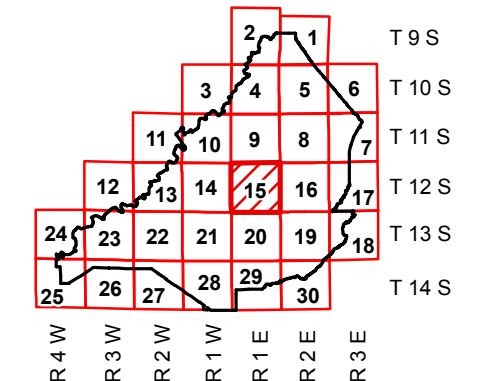 2 1 T 9 S
3 4 5 6 T 10 S
11 10 9 8 7 T 11 S
12 13 14 15 16 17 T 12 S
24 23 22 21 20 19 18 T 13 S
25 26 27 28 29 30 T 14 S
R 4 W
R 3 W
R 2 W
R 1 W
R 1 E
R 2 E
R 3 E